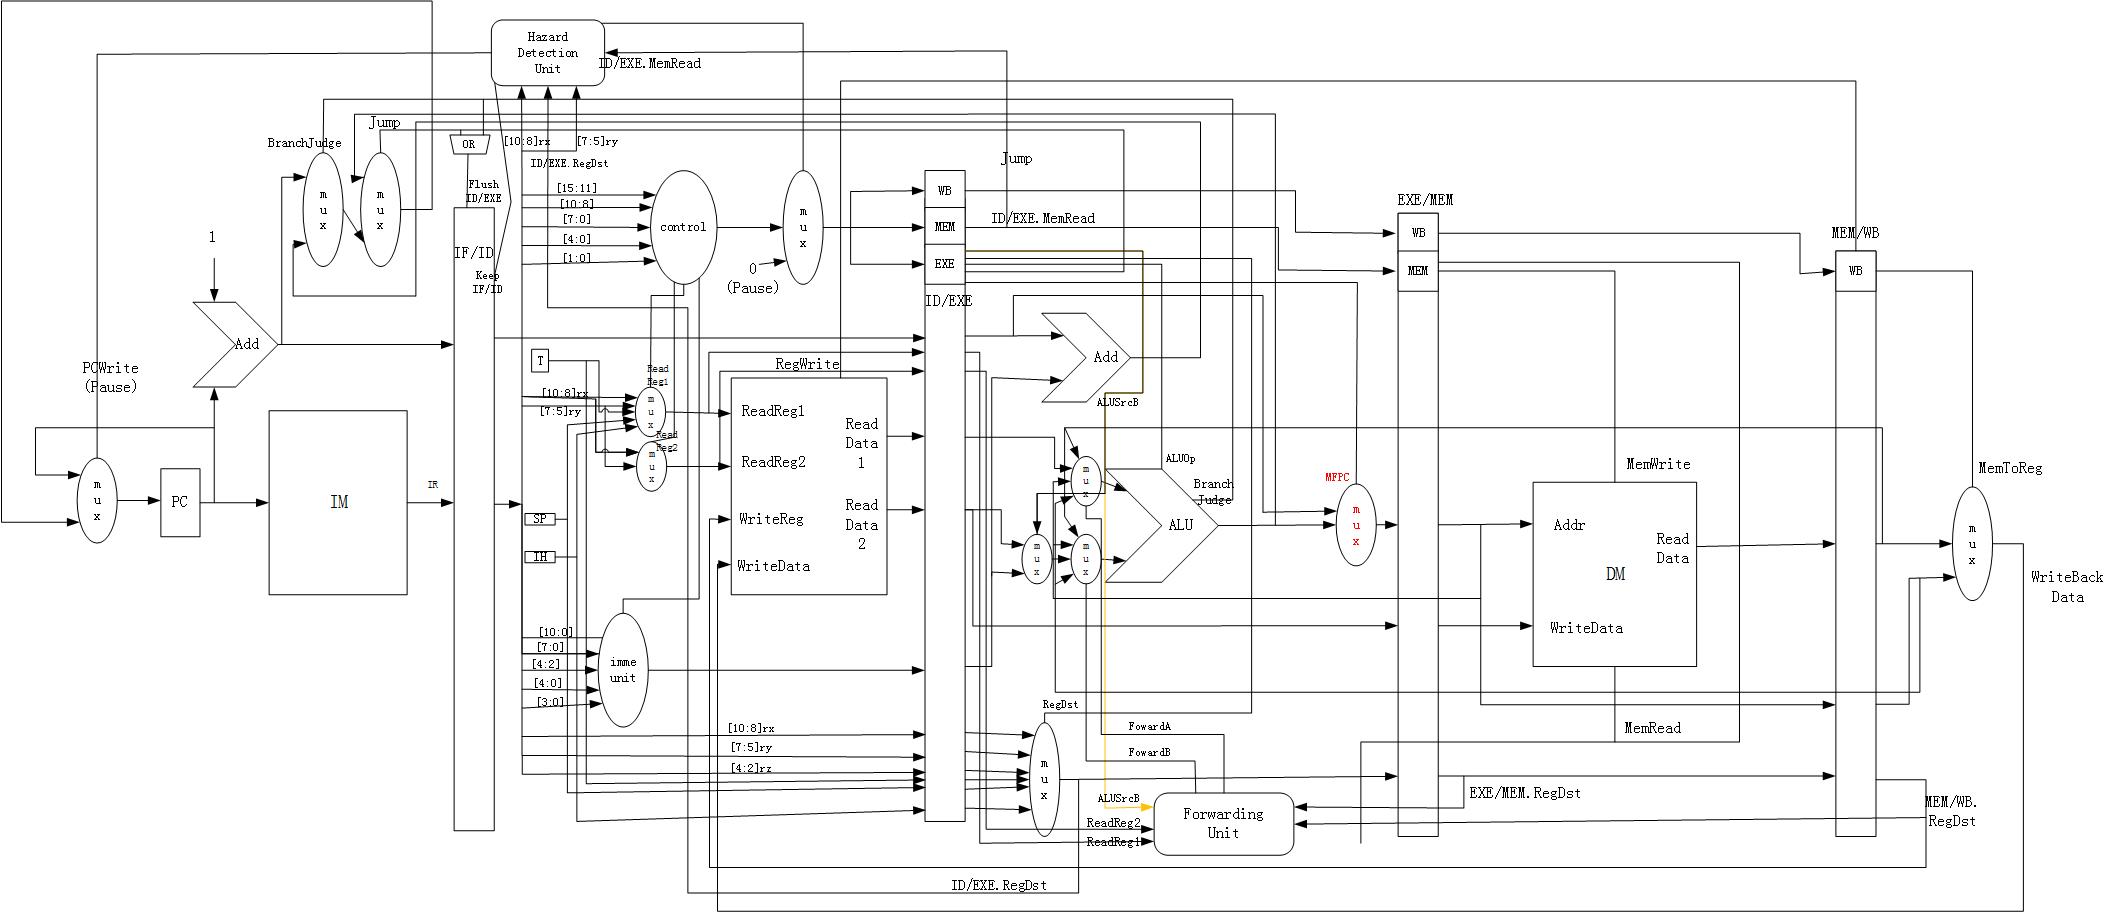 Hazard
Detection
Unit
ID/EXE.MemRead
Jump
BranchJudge
OR
[10:8]rx
[7:5]ry
ID/EXE.RegDst
Flush
ID/EXE
m
u
x
m
u
x
[15:11]
[10:8]
[7:0]
[4:0]
[1:0]
control
m
u
x
0
(Pause)
Jump
WB
MEM
EXE
ID/EXE
ID/EXE.MemRead
EXE/MEM
WB
MEM
MEM/WB
WB
1
Add
IF/ID
Keep
IF/ID
PCWrite
(Pause)
T
Read
Reg1
[10:8]rx
[7:5]ry
m
u
x
Read
Reg2
m
u
x
RegWrite
ReadReg1
ReadReg2
WriteReg
WriteData
Read
Data
1
Read
Data
2
Add
ALUSrcB
m
u
x
PC
IM
IR
SP
IH
m
u
x
m
u
x
m
u
x
ALUOp
Branch
Judge
ALU
MFPC
m
u
x
MemWrite
Addr
Read
Data
DM
WriteData
MemRead
MemToReg
m
u
x
WriteBack
Data
[10:0]
[7:0]
[4:2]
[4:0]
[3:0]
imme
unit
[10:8]rx
[7:5]ry
[4:2]rz
RegDst
m
u
x
FowardA
FowardB
ALUSrcB
ReadReg2
ReadReg1
Forwarding
Unit
EXE/MEM.RegDst
MEM/WB.
RegDst
ID/EXE.RegDst